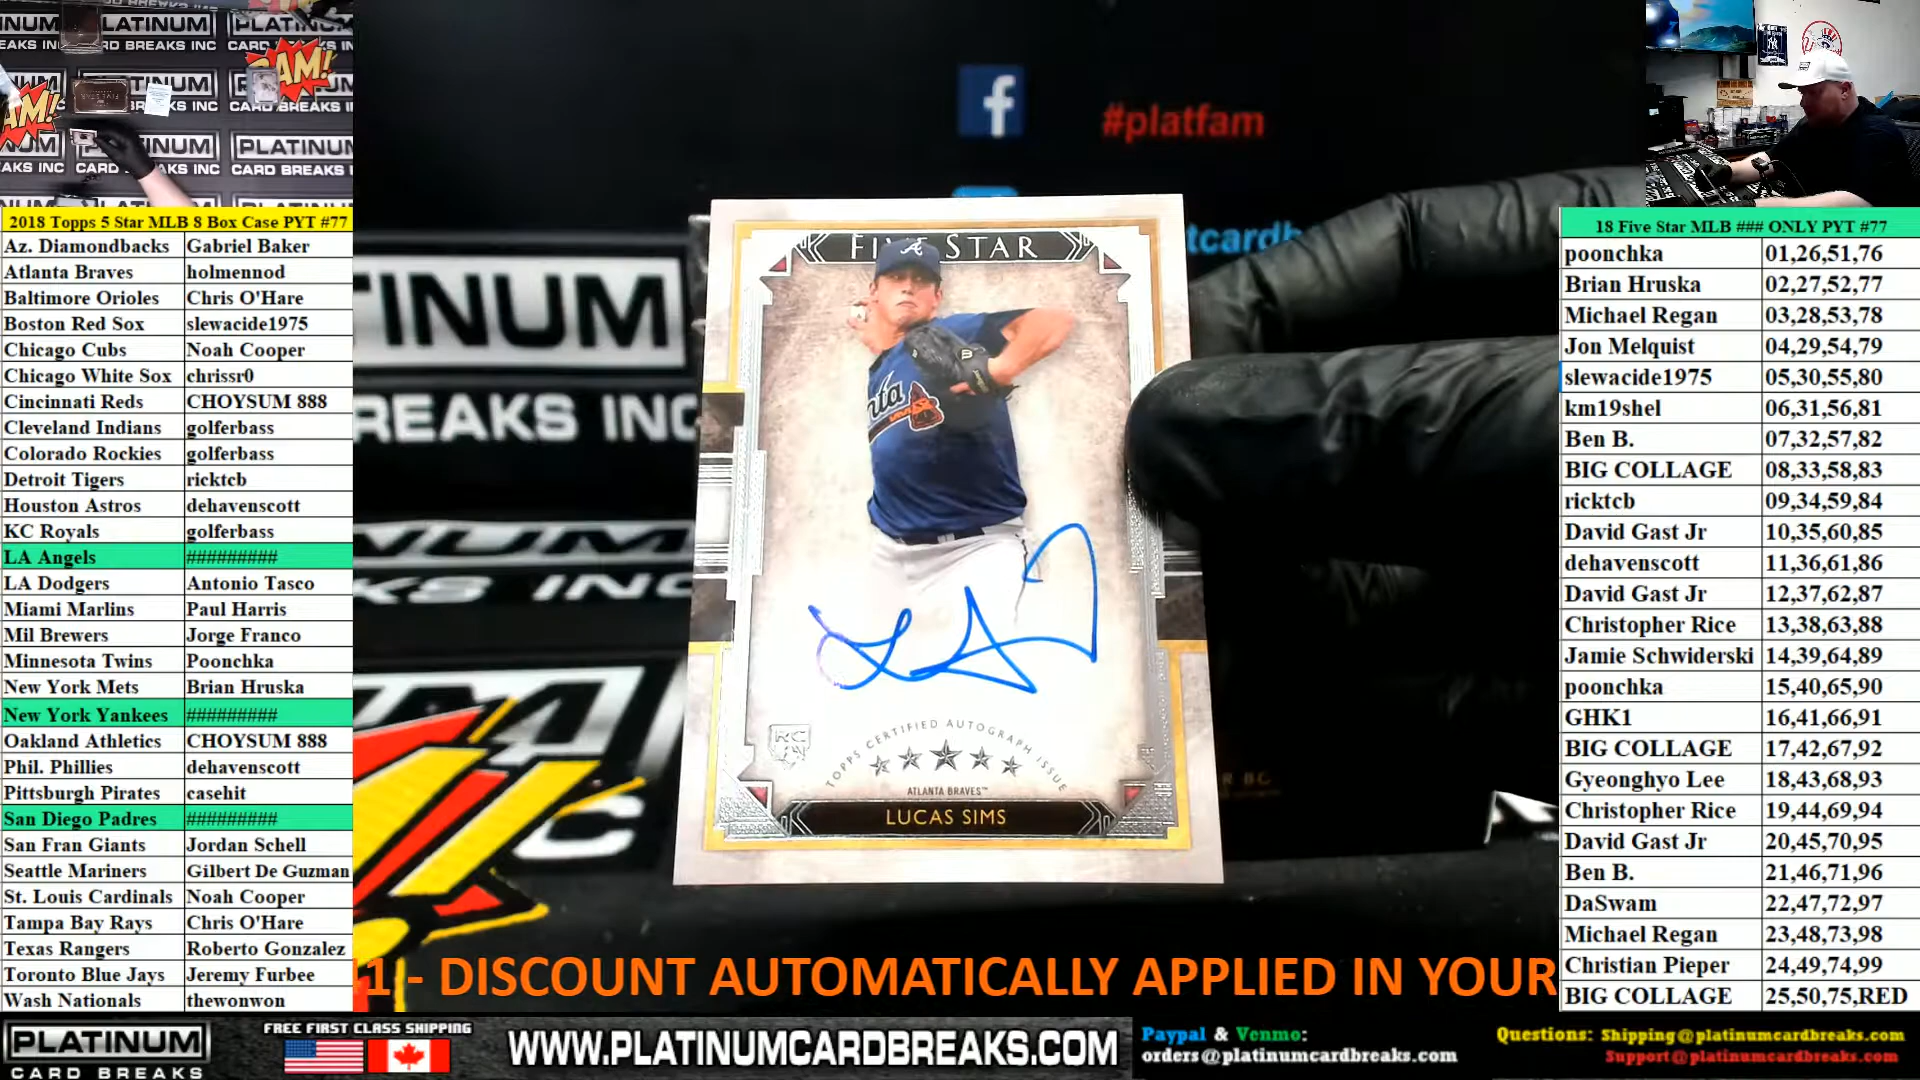 2018 Topps 5 Star MLB 8 Box Case PYT #77
Az. Diamondbacks Gabriel Baker
Atlanta Braves holmennod
Baltimore Orioles Chris O'Hare
Boston Red Sox slewacide1975
Chicago Cubs Noah Cooper
Chicago White Sox chrissr0
Cincinnati Reds CHOYSUM 888
Cleveland Indians golferbass
Colorado Rockies golferbass
Detroit Tigers ricktcb
Houston Astros dehavenscott
KC Royals golferbass
LA Angels #########
LA Dodgers Antonio Tasco
Miami Marlins Paul Harris
Mil Brewers Jorge Franco
Minnesota Twins Poonchka
New York Mets Brian Hruska
New York Yankees #########
Oakland Athletics CHOYSUM 888
Phil. Phillies dehavenscott
Pittsburgh Pirates casehit
San Diego Padres #########
San Fran Giants Jordan Schell
Seattle Mariners Gilbert De Guzman
St. Louis Cardinals Noah Cooper
Tampa Bay Rays Chris O'Hare
Texas Rangers Roberto Gonzalez
Toronto Blue Jays Jeremy Furbee
Wash Nationals thewonwon
#platfam
tcardb
TINUM
REAKS INC
FIVE STAR
RC
TOPPS CERTIFIED AUTOGRAPH ISSUE
ATLANTA BRAVES™
LUCAS SIMS
18 Five Star MLB ### ONLY PYT #77
poonchka 01,26,51,76
Brian Hruska 02,27,52,77
Michael Regan 03,28,53,78
Jon Melquist 04,29,54,79
slewacide1975 05,30,55,80
km19shel 06,31,56,81
Ben B. 07,32,57,82
BIG COLLAGE 08,33,58,83
ricktcb 09,34,59,84
David Gast Jr 10,35,60,85
dehavenscott 11,36,61,86
David Gast Jr 12,37,62,87
Christopher Rice 13,38,63,88
Jamie Schwiderski 14,39,64,89
poonchka 15,40,65,90
GHK1 16,41,66,91
BIG COLLAGE 17,42,67,92
Gyeonghyo Lee 18,43,68,93
Christopher Rice 19,44,69,94
David Gast Jr 20,45,70,95
Ben B. 21,46,71,96
DaSwam 22,47,72,97
Michael Regan 23,48,73,98
Christian Pieper 24,49,74,99
BIG COLLAGE 25,50,75,RED
1 - DISCOUNT AUTOMATICALLY APPLIED IN YOUR
PLATINUM
CARD BREAKS
FREE FIRST CLASS SHIPPING
WWW.PLATINUMCARDBREAKS.COM
Paypal & Venmo:
orders@platinumcardbreaks.com
Questions: Shipping@platinumcardbreaks.com
Support@platinumcardbreaks.com